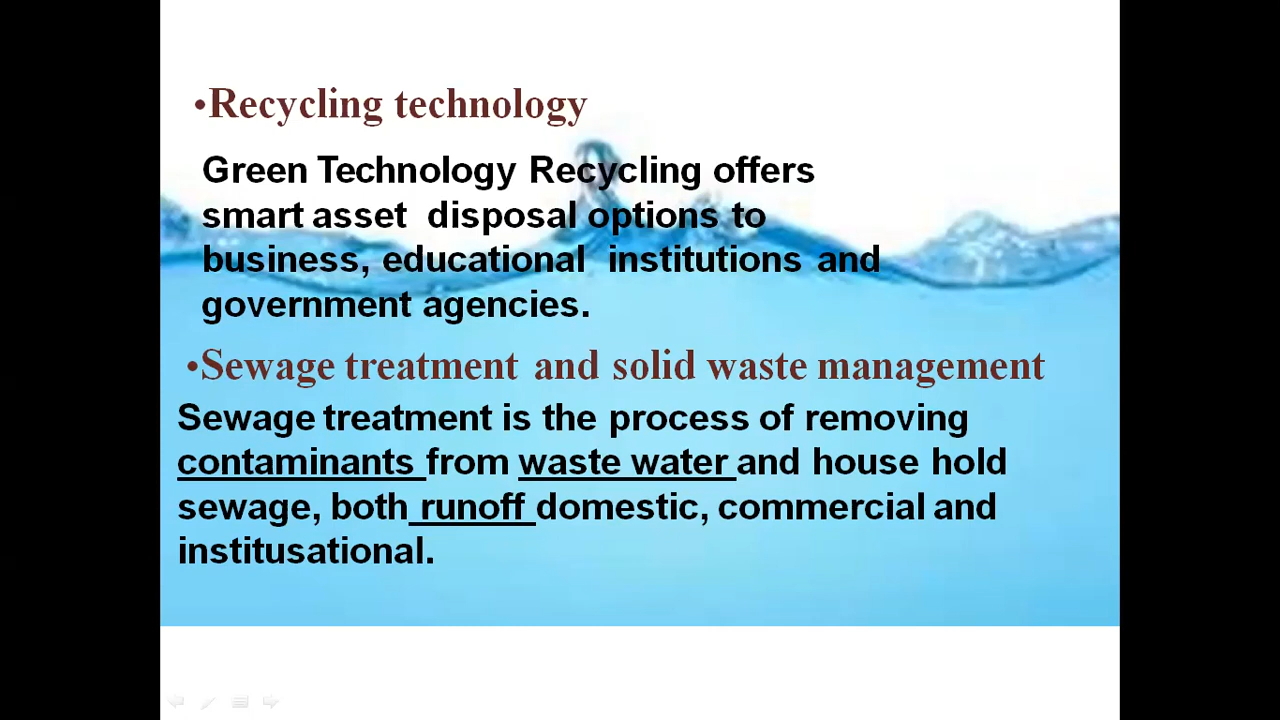 •Recycling technology
Green Technology Recycling offers
smart asset disposal options to
business, educational institutions and
government agencies.
•Sewage treatment and solid waste management
Sewage treatment is the process of removing
contaminants from waste water and house hold
sewage, both runoff domestic, commercial and
institusational.